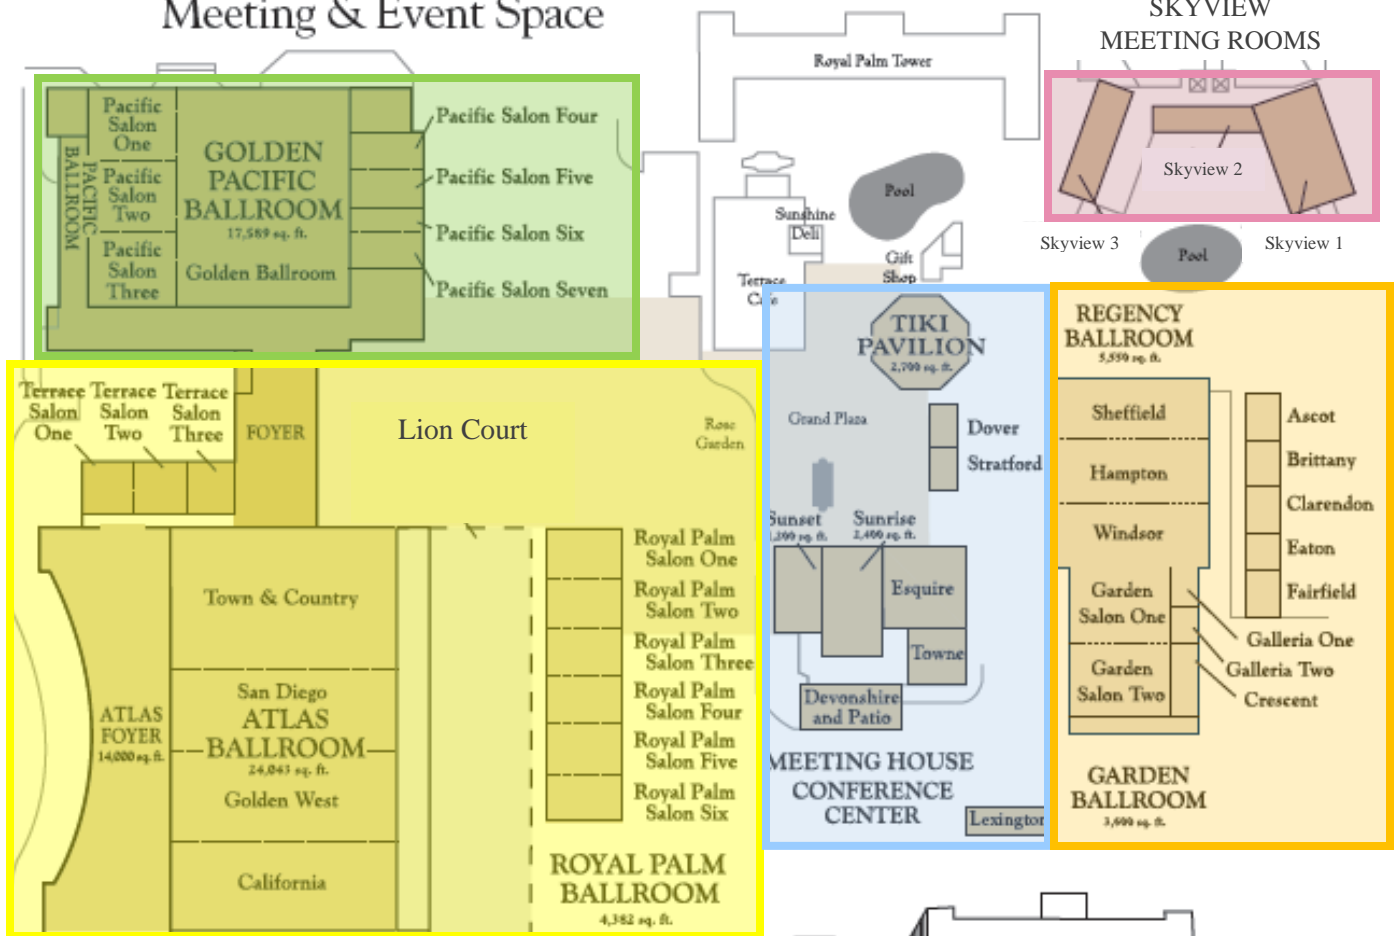 Meeting & Event Space
SKYVIEW
MEETING ROOMS
Royal Palm Tower
Pacific
Salon
One
Pacific
Salon
Two
Pacific
Salon
Three
PACIFIC
BALLROOM
GOLDEN
PACIFIC
BALLROOM
17,589 sq. ft.
Golden Ballroom
Pacific Salon Four
Pacific Salon Five
Pacific Salon Six
Pacific Salon Seven
Pool
Sunshine
Deli
Gift
Shop
Terrace
Cafe
Skyview 2
Skyview 3
Skyview 1
Pool
Terrace
Salon
One
Terrace
Salon
Two
Terrace
Salon
Three
FOYER
Lion Court
Rose
Garden
Town & Country
San Diego
ATLAS
BALLROOM
24,043 sq. ft.
Golden West
California
ATLAS
FOYER
14,000 sq. ft.
Royal Palm
Salon One
Royal Palm
Salon Two
Royal Palm
Salon Three
Royal Palm
Salon Four
Royal Palm
Salon Five
Royal Palm
Salon Six
ROYAL PALM
BALLROOM
4,382 sq. ft.
TIKI
PAVILION
2,700 sq. ft.
Grand Plaza
Dover
Stratford
Sunset
,200 sq. ft.
Sunrise
2,400 sq. ft.
Esquire
Towne
Devonshire
and Patio
MEETING HOUSE
CONFERENCE
CENTER
Lexington
REGENCY
BALLROOM
5,550 sq. ft.
Sheffield
Hampton
Windsor
Garden
Salon One
Garden
Salon Two
Ascot
Brittany
Clarendon
Eaton
Fairfield
Galleria One
Galleria Two
Crescent
GARDEN
BALLROOM
3,600 sq. ft.